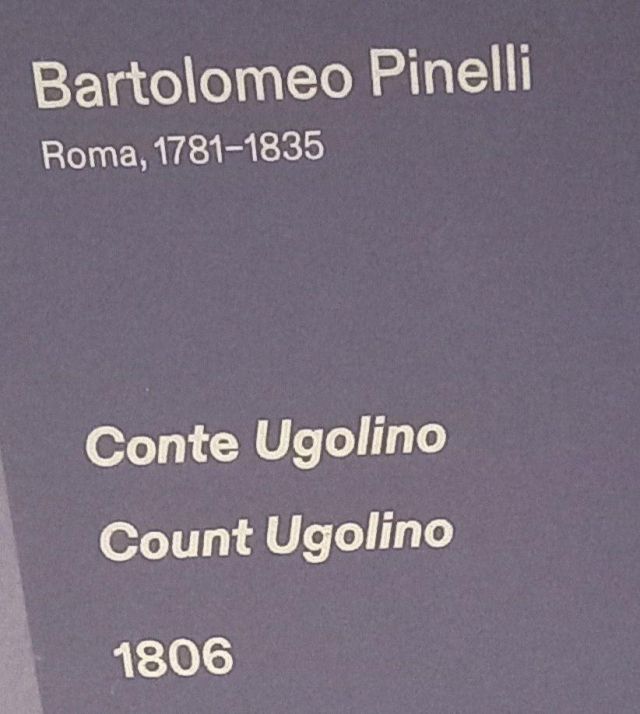 Bartolomeo Pinelli
Roma, 1781–1835
Conte Ugolino
Count Ugolino
1806